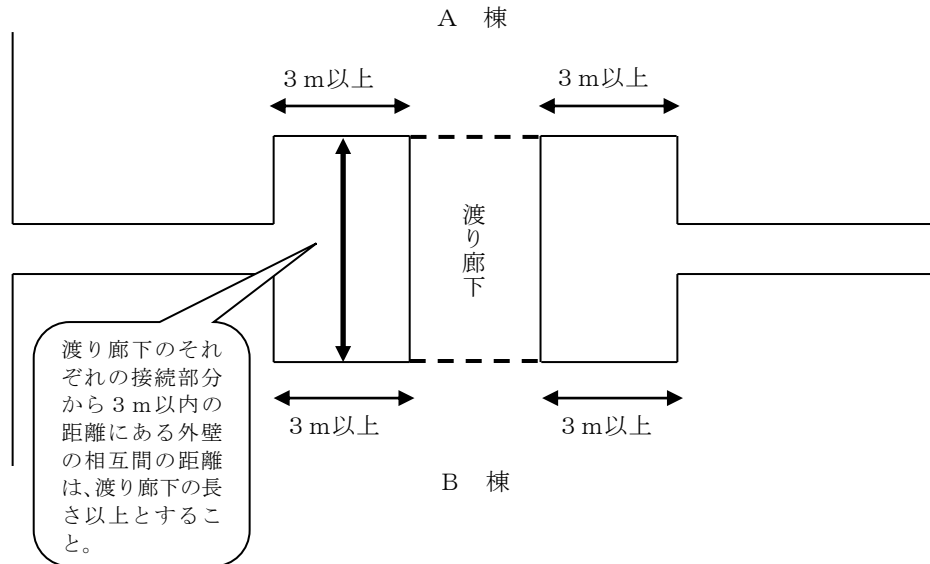 Ａ 棟
３ｍ以上
３ｍ以上
渡り廊下
渡り廊下のそれ
ぞれの接続部分
から３ｍ以内の
距離にある外壁
の相互間の距離
は、渡り廊下の長
さ以上とするこ
と。
３ｍ以上
３ｍ以上
Ｂ 棟